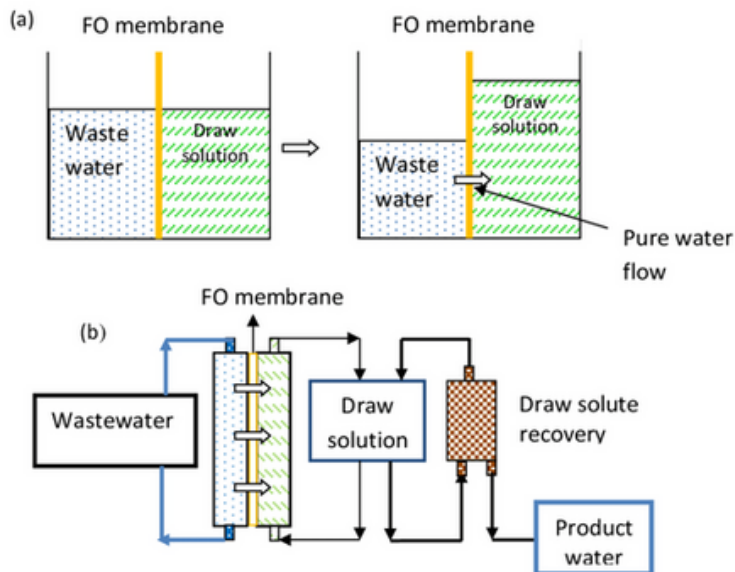 (a)
FO membrane
FO membrane
Waste
water
Draw
solution
Waste
water
Draw
solution
Pure water
flow
FO membrane
(b)
Wastewater
Draw
solution
Draw solute
recovery
Product
water